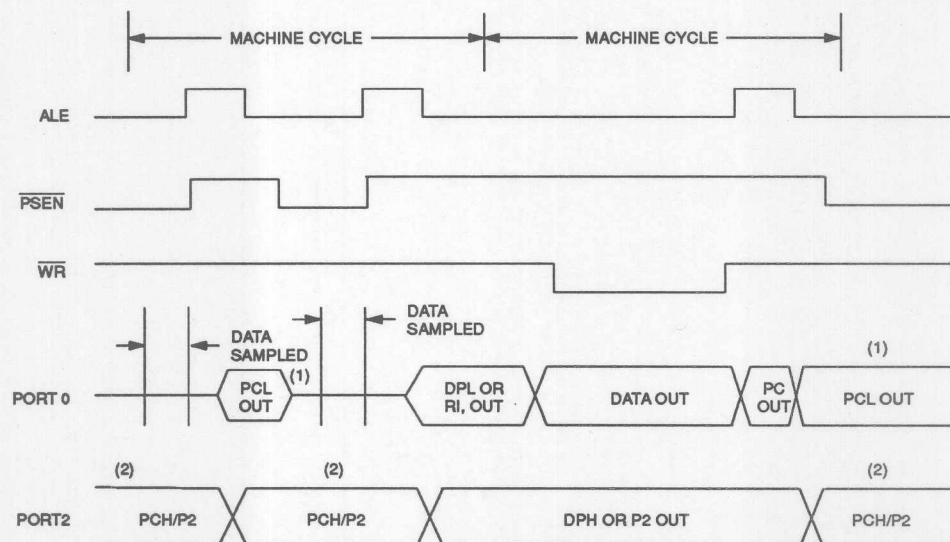 MACHINE CYCLE
MACHINE CYCLE
ALE
PSEN
WR
DATA
SAMPLED
DATA
SAMPLED
PORT 0
PCL
OUT
(1)
DPL OR
RI, OUT
DATA OUT
PC
OUT
(1)
PCL OUT
PORT2
(2)
PCH/P2
(2)
PCH/P2
DPH OR P2 OUT
(2)
PCH/P2